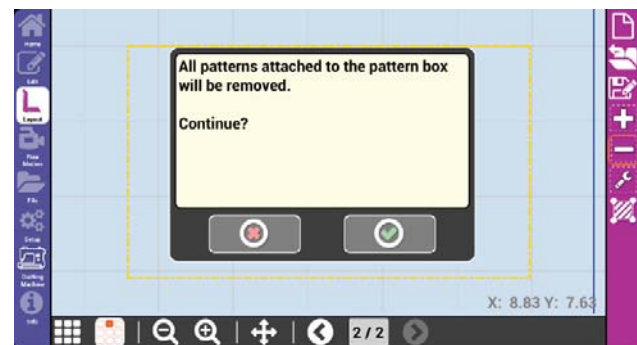 Home
All patterns attached to the pattern box
will be removed.
Edit
Continue?
Layout
Free
Motion
File
Setup
Quilting
Machine
X: 8.83 Y: 7.63
Info
2 / 2